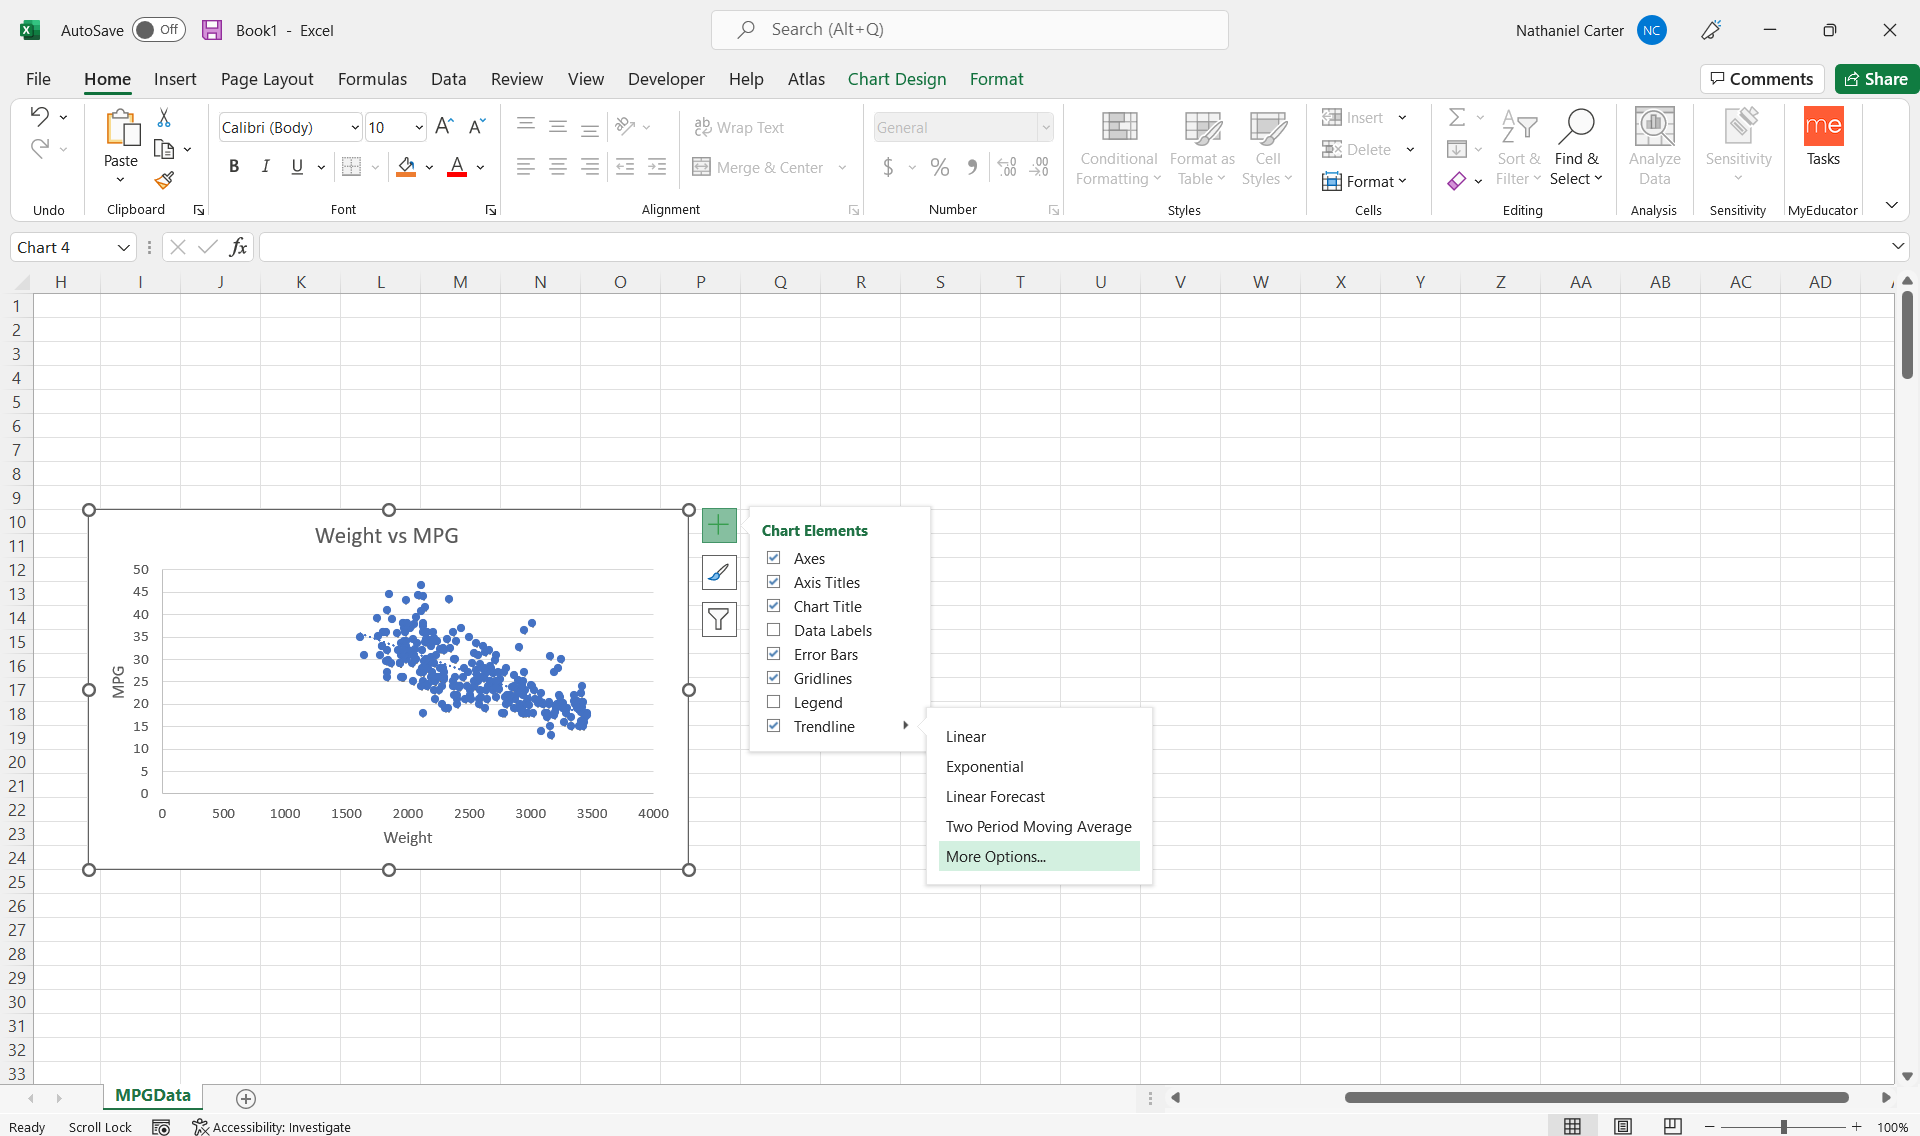 AutoSave Off Book1 - Excel Search (Alt+Q) Nathaniel Carter NC
File Home Insert Page Layout Formulas Data Review View Developer Help Atlas Chart Design Format Comments Share
Paste
Calibri (Body) 10
B I U A
Wrap Text
Merge & Center
General
$ % 
Conditional Formatting
Format as Table
Cell Styles
Insert
Delete
Format
Sort & Filter
Find & Select
Analyze Data
Sensitivity
me
Tasks
Undo Clipboard Font Alignment Number Styles Cells Editing Analysis Sensitivity MyEducator
Chart 4 fx
H I J K L M N O P Q R S T U V W X Y Z AA AB AC AD
1
2
3
4
5
6
7
8
9
10
11
12
13
14
15
16
17
18
19
20
21
22
23
24
25
26
27
28
29
30
31
32
33
Weight vs MPG
50
45
40
35
30
25
20
15
10
5
0
MPG
0 500 1000 1500 2000 2500 3000 3500 4000
Weight
Chart Elements
Axes
Axis Titles
Chart Title
Data Labels
Error Bars
Gridlines
Legend
Trendline
Linear
Exponential
Linear Forecast
Two Period Moving Average
More Options...
MPGData
Ready Scroll Lock Accessibility: Investigate 100%